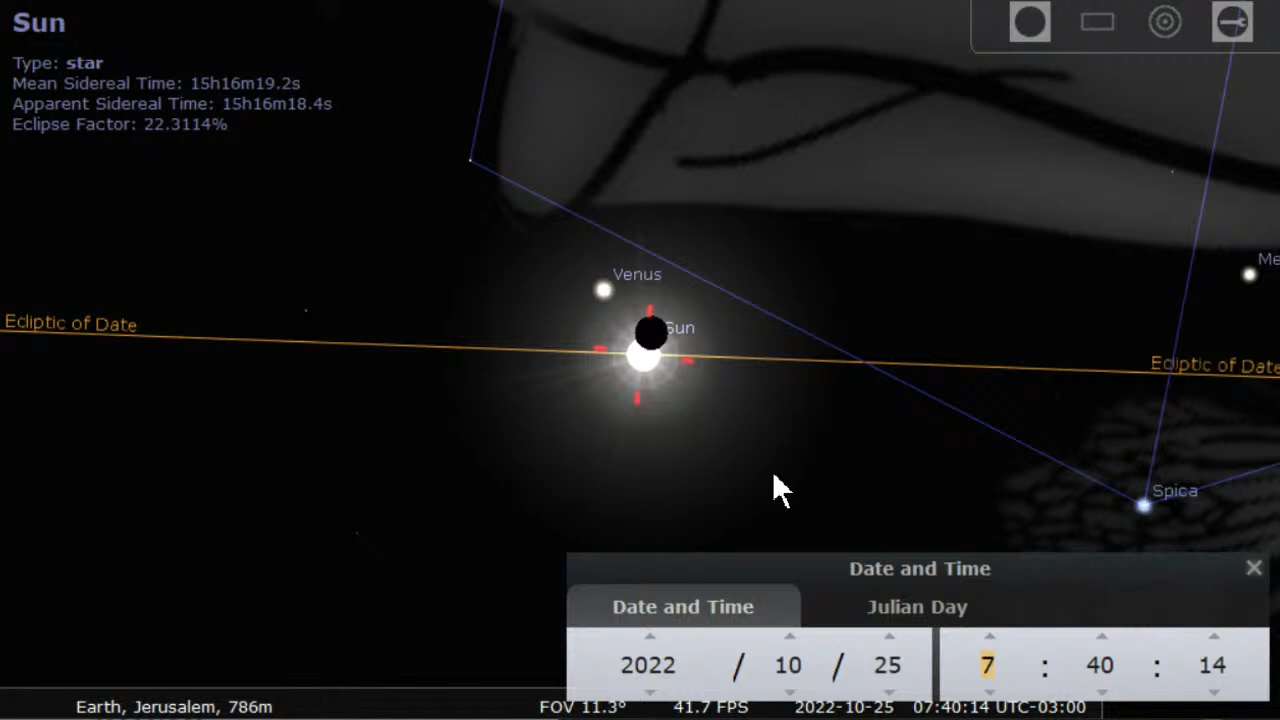 Sun
Type: star
Mean Sidereal Time: 15h16m19.2s
Apparent Sidereal Time: 15h16m18.4s
Eclipse Factor: 22.3114%
Venus
Me
Sun
Ecliptic of Date
Ecliptic of Date
Spica
Date and Time
Date and Time Julian Day
2022 / 10 / 25 7 : 40 : 14
Earth, Jerusalem, 786m FOV 11.3° 41.7 FPS 2022-10-25 07:40:14 UTC-03:00